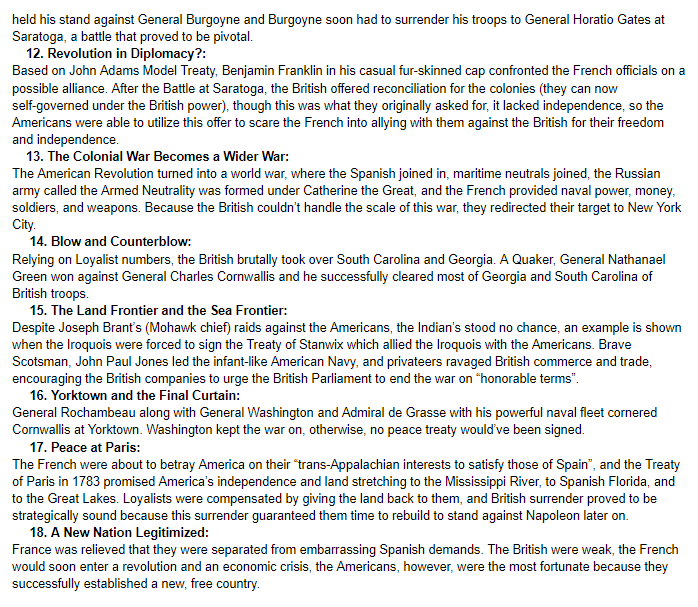 held his stand against General Burgoyne and Burgoyne soon had to surrender his troops to General Horatio Gates at
Saratoga, a battle that proved to be pivotal.
12. Revolution in Diplomacy?:
Based on John Adams Model Treaty, Benjamin Franklin in his casual fur-skinned cap confronted the French officials on a
possible alliance. After the Battle at Saratoga, the British offered reconciliation for the colonies (they can now
self-governed under the British power), though this was what they originally asked for, it lacked independence, so the
Americans were able to utilize this offer to scare the French into allying with them against the British for their freedom
and independence.
13. The Colonial War Becomes a Wider War:
The American Revolution turned into a world war, where the Spanish joined in, maritime neutrals joined, the Russian
army called the Armed Neutrality was formed under Catherine the Great, and the French provided naval power, money,
soldiers, and weapons. Because the British couldn't handle the scale of this war, they redirected their target to New York
City.
14. Blow and Counterblow:
Relying on Loyalist numbers, the British brutally took over South Carolina and Georgia. A Quaker, General Nathanael
Green won against General Charles Cornwallis and he successfully cleared most of Georgia and South Carolina of
British troops.
15. The Land Frontier and the Sea Frontier:
Despite Joseph Brant's (Mohawk chief) raids against the Americans, the Indian's stood no chance, an example is shown
when the Iroquois were forced to sign the Treaty of Stanwix which allied the Iroquois with the Americans. Brave
Scotsman, John Paul Jones led the infant-like American Navy, and privateers ravaged British commerce and trade,
encouraging the British companies to urge the British Parliament to end the war on “honorable terms”.
16. Yorktown and the Final Curtain:
General Rochambeau along with General Washington and Admiral de Grasse with his powerful naval fleet cornered
Cornwallis at Yorktown. Washington kept the war on, otherwise, no peace treaty would've been signed.
17. Peace at Paris:
The French were about to betray America on their “trans-Appalachian interests to satisfy those of Spain”, and the Treaty
of Paris in 1783 promised America's independence and land stretching to the Mississippi River, to Spanish Florida, and
to the Great Lakes. Loyalists were compensated by giving the land back to them, and British surrender proved to be
strategically sound because this surrender guaranteed them time to rebuild to stand against Napoleon later on.
18. A New Nation Legitimized:
France was relieved that they were separated from embarrassing Spanish demands. The British were weak, the French
would soon enter a revolution and an economic crisis, the Americans, however, were the most fortunate because they
successfully established a new, free country.